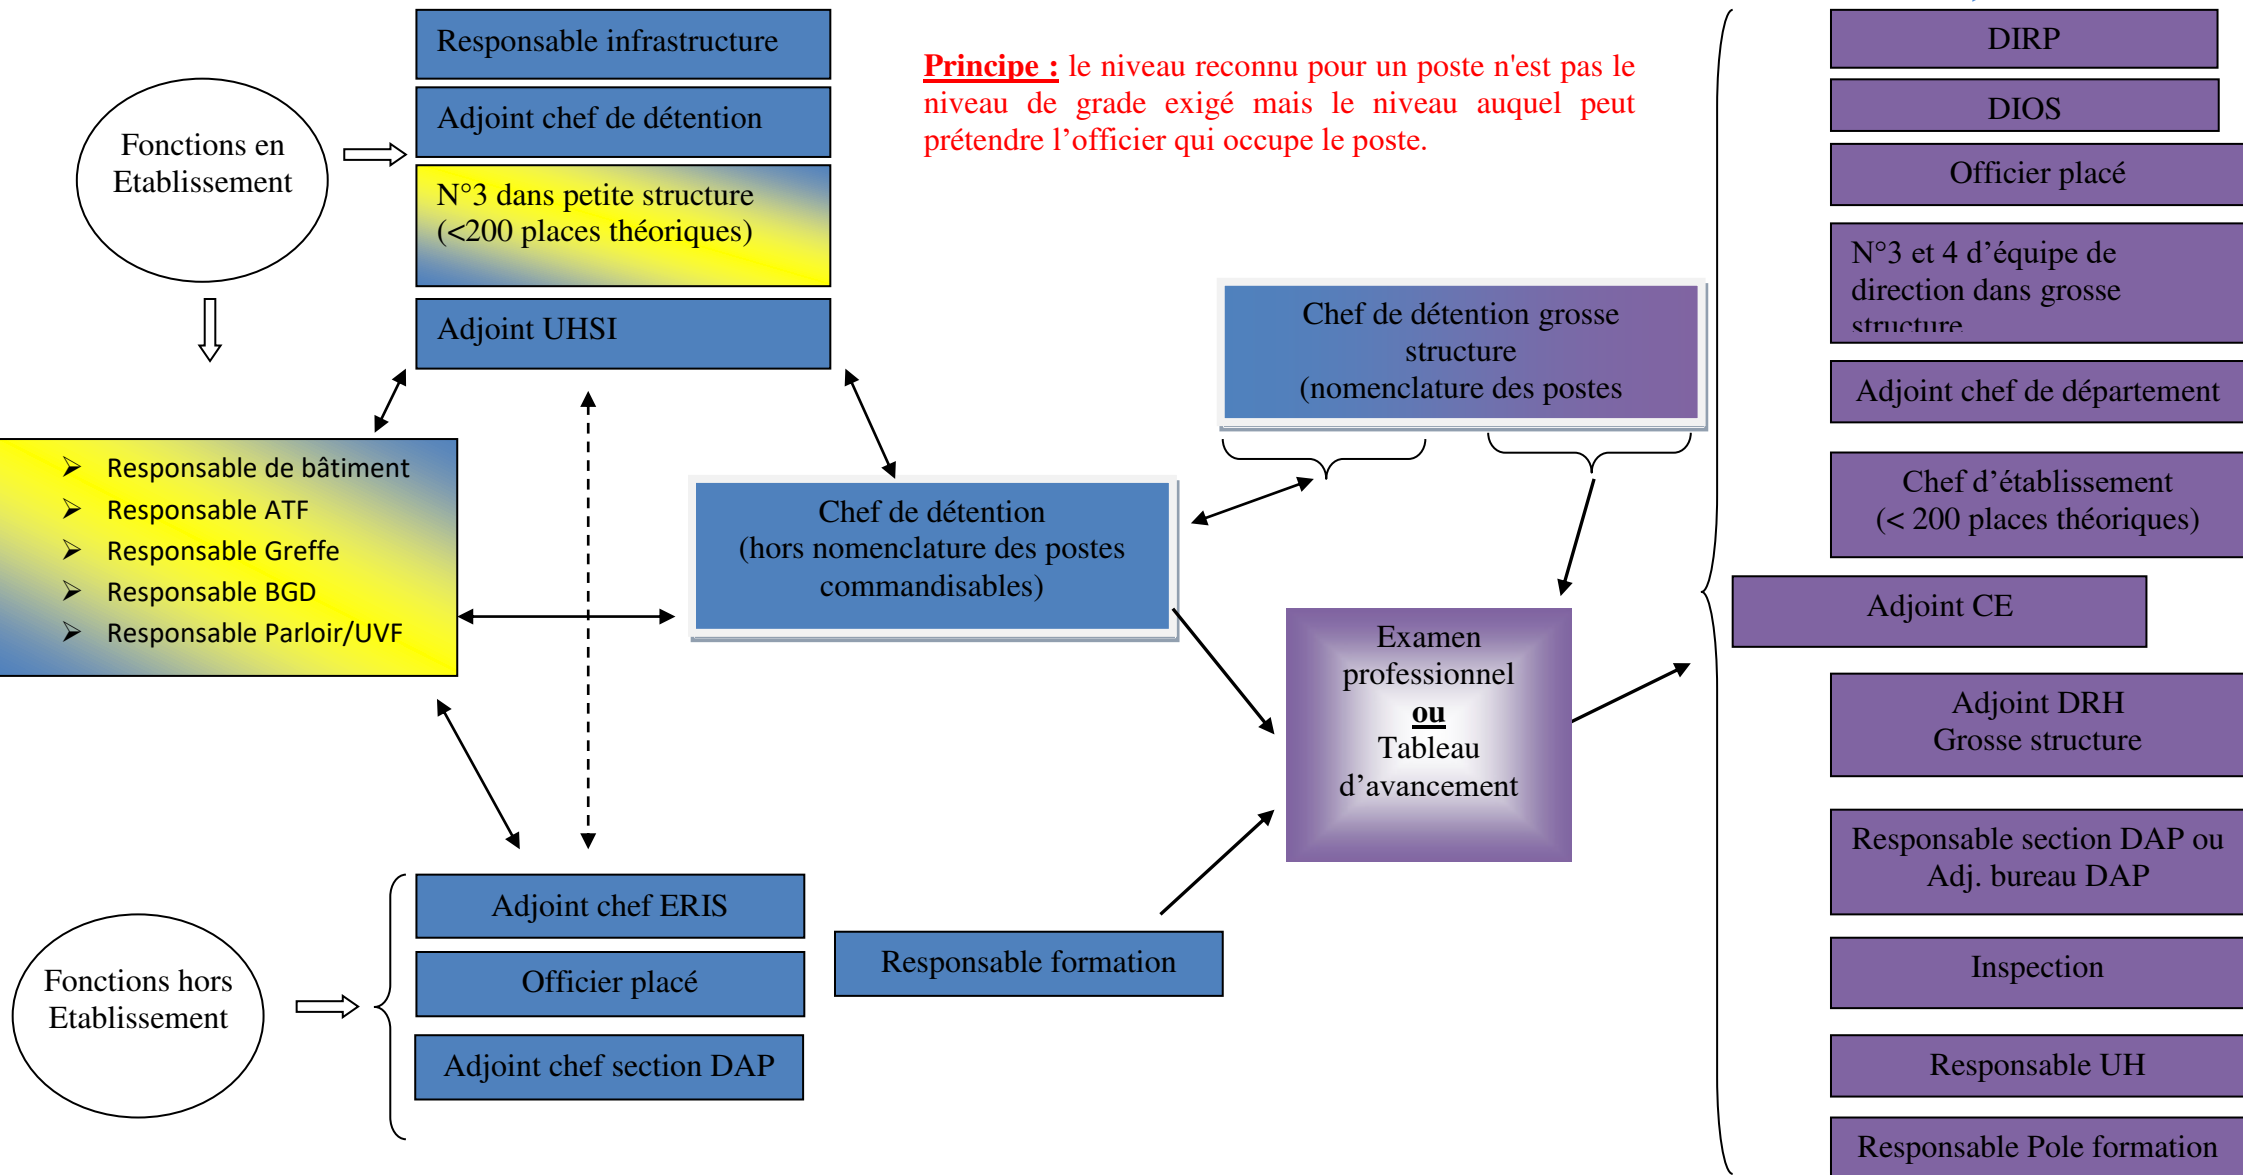 Responsable infrastructure
Adjoint chef de détention
N°3 dans petite structure
(<200 places théoriques)
Adjoint UHSI
Fonctions en
Etablissement
Principe : le niveau reconnu pour un poste n'est pas le
niveau de grade exigé mais le niveau auquel peut
prétendre l’officier qui occupe le poste.
➢ Responsable de bâtiment
➢ Responsable ATF
➢ Responsable Greffe
➢ Responsable BGD
➢ Responsable Parloir/UVF
Chef de détention
(hors nomenclature des postes
commandisables)
Chef de détention grosse
structure
(nomenclature des postes
Examen
professionnel
ou
Tableau
d’avancement
Fonctions hors
Etablissement
Adjoint chef ERIS
Officier placé
Adjoint chef section DAP
Responsable formation
DIRP
DIOS
Officier placé
N°3 et 4 d’équipe de
direction dans grosse
structure
Adjoint chef de département
Chef d’établissement
(< 200 places théoriques)
Adjoint CE
Adjoint DRH
Grosse structure
Responsable section DAP ou
Adj. bureau DAP
Inspection
Responsable UH
Responsable Pole formation